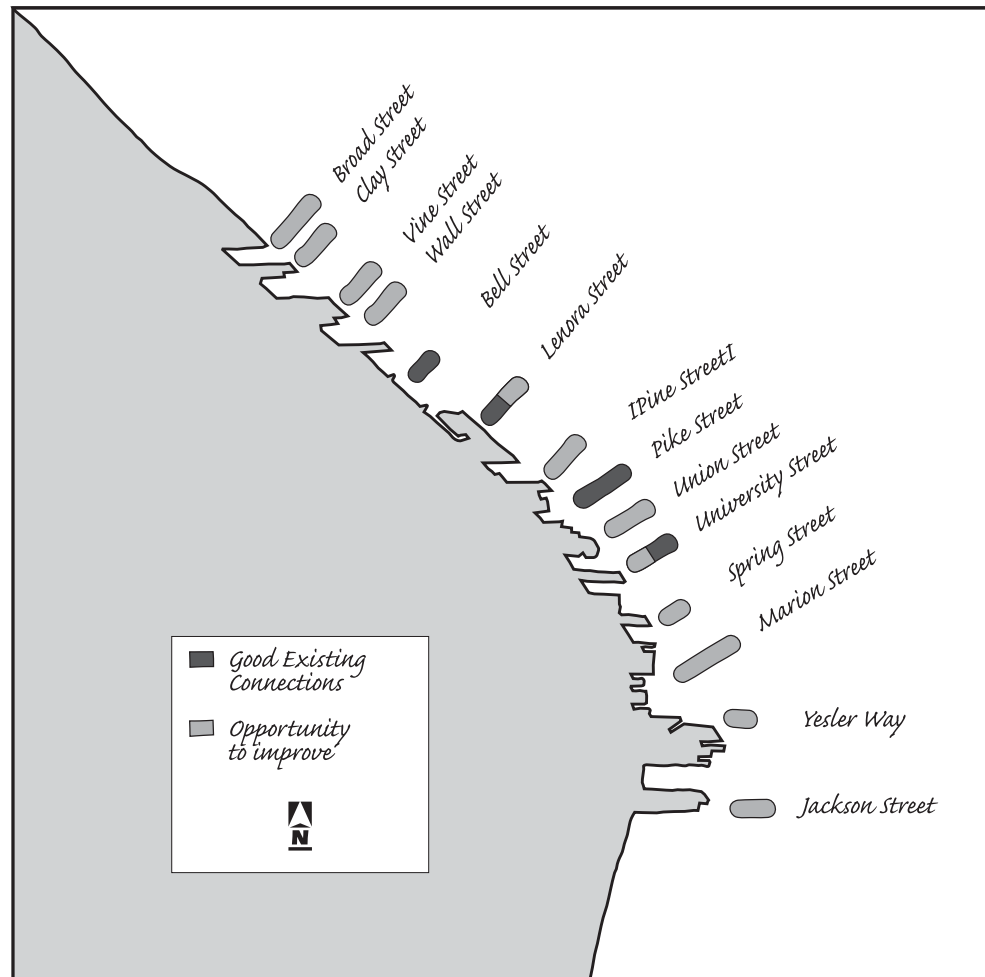 Broad Street
Clay Street
Vine Street
Wall Street
Bell Street
Lenora Street
IPine StreetI
Pike Street
Union Street
University Street
Spring Street
Marion Street
Yesler Way
Jackson Street
Good Existing
Connections
Opportunity
to improve
N